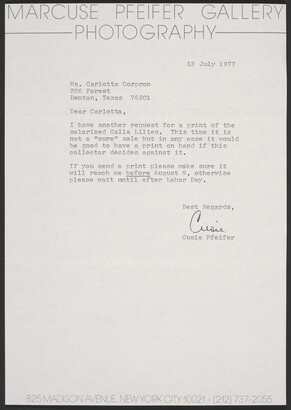 MARCUSE PFEIFER GALLERY
PHOTOGRAPHY
12 July 1977
Ms. Carlotta Corpron
206 Forest
Denton, Texas 76201
Dear Carlotta,
I have another request for a print of the
solarized Calla Lilies. This time it is
not a "sure" sale but in any case it would
be good to have a print on hand if this
collector decides against it.
If you send a print please make sure it
will reach me before August 9, otherwise
please wait until after Labor Day.
Best Regards,
Cusie
Cusie Pfeifer
825 MADISON AVENUE, NEW YORK CITY 10021 - (212) 737-2055